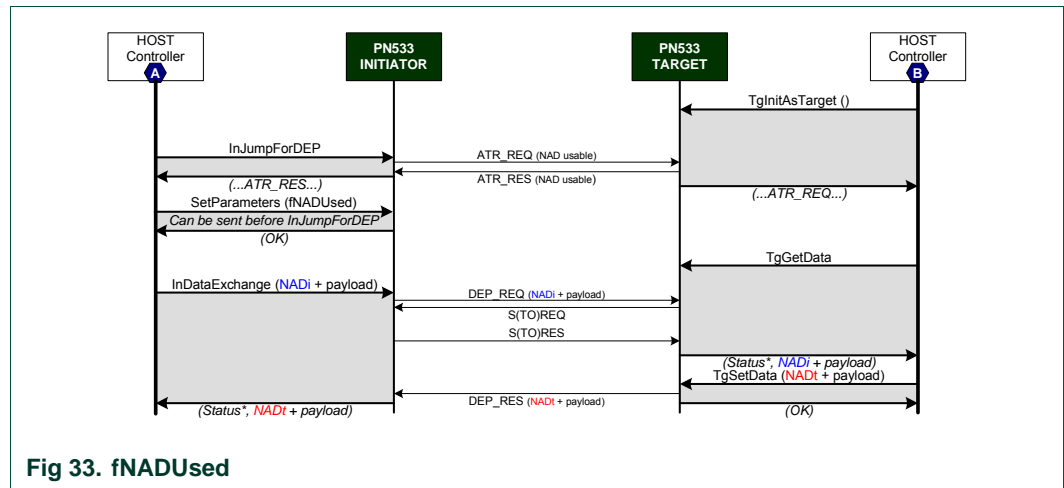 HOST
Controller
A
PN533
INITIATOR
PN533
TARGET
HOST
Controller
B
TgInitAsTarget ()
InJumpForDEP
ATR_REQ (NAD usable)
ATR_RES (NAD usable)
(...ATR_RES...)
(...ATR_REQ...)
SetParameters (fNADUsed)
Can be sent before InJumpForDEP
(OK)
TgGetData
InDataExchange (NADi + payload)
DEP_REQ (NADi + payload)
S(TO)REQ
S(TO)RES
(Status*, NADi + payload)
TgSetData (NADt + payload)
DEP_RES (NADt + payload)
(Status*, NADt + payload)
(OK)
Fig 33. fNADUsed